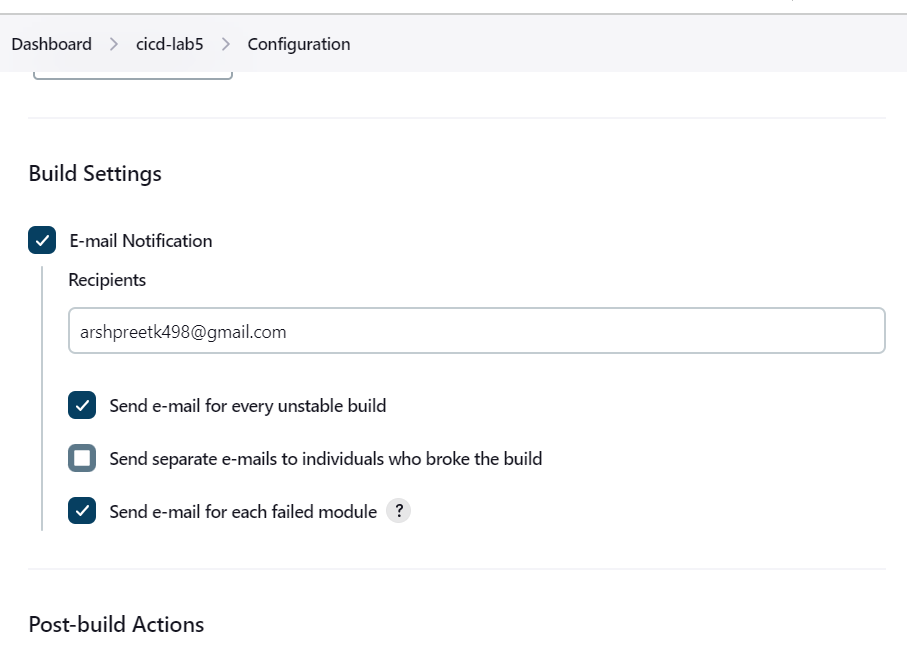 Dashboard > cicd-lab5 > Configuration
Build Settings
E-mail Notification
Recipients
arshpreetk498@gmail.com
Send e-mail for every unstable build
Send separate e-mails to individuals who broke the build
Send e-mail for each failed module ?
Post-build Actions